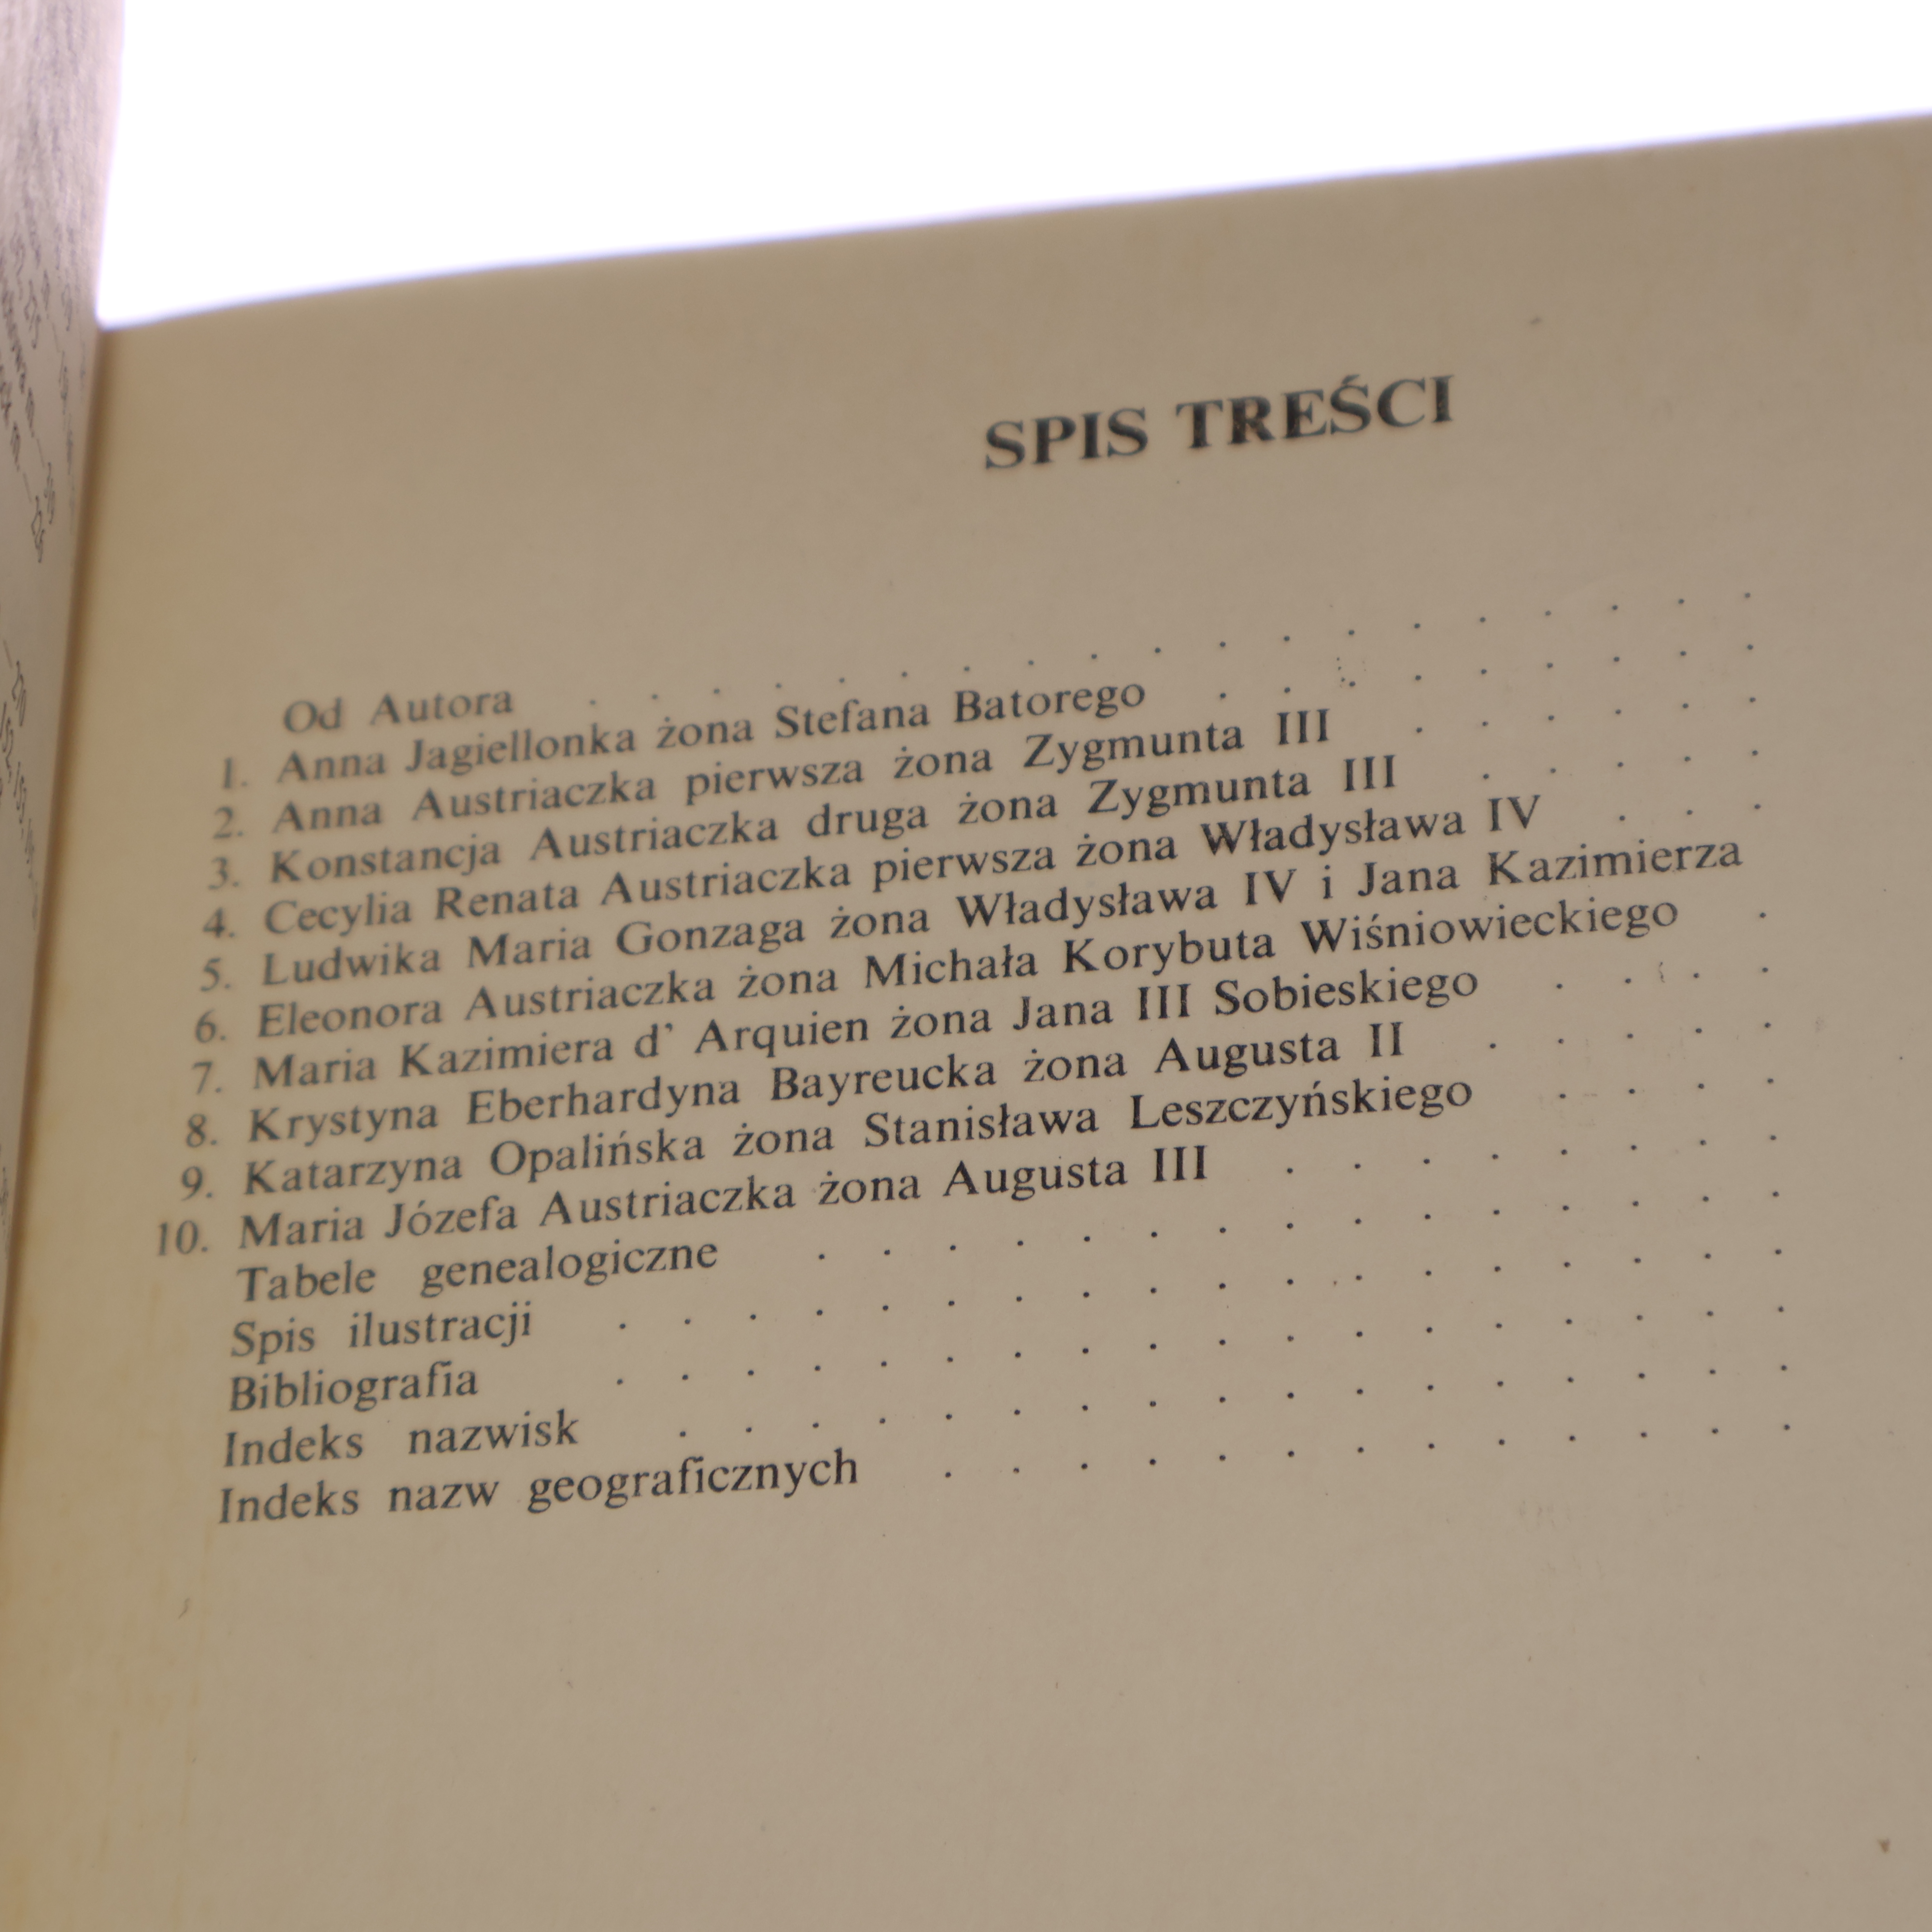 SPIS TREŚCI
Od Autora . . . . . . . . . . . . . . . . . . .
1. Anna Jagiellonka żona Stefana Batorego . . . . . . . . .
2. Anna Austriaczka pierwsza żona Zygmunta III . . . . . .
3. Konstancja Austriaczka druga żona Zygmunta III . . . . .
4. Cecylia Renata Austriaczka pierwsza żona Władysława IV . . .
5. Ludwika Maria Gonzaga żona Władysława IV i Jana Kazimierza
6. Eleonora Austriaczka żona Michała Korybuta Wiśniowieckiego .
7. Maria Kazimiera d' Arquien żona Jana III Sobieskiego . . . .
8. Krystyna Eberhardyna Bayreucka żona Augusta II . . . . .
9. Katarzyna Opalińska żona Stanisława Leszczyńskiego . . . .
10. Maria Józefa Austriaczka żona Augusta III . . . . . . . .
Tabele genealogiczne . . . . . . . . . . . . . . .
Spis ilustracji . . . . . . . . . . . . . . . . . .
Bibliografia . . . . . . . . . . . . . . . . . .
Indeks nazwisk . . . . . . . . . . . . . . . . .
Indeks nazw geograficznych . . . . . . . . . . . . .